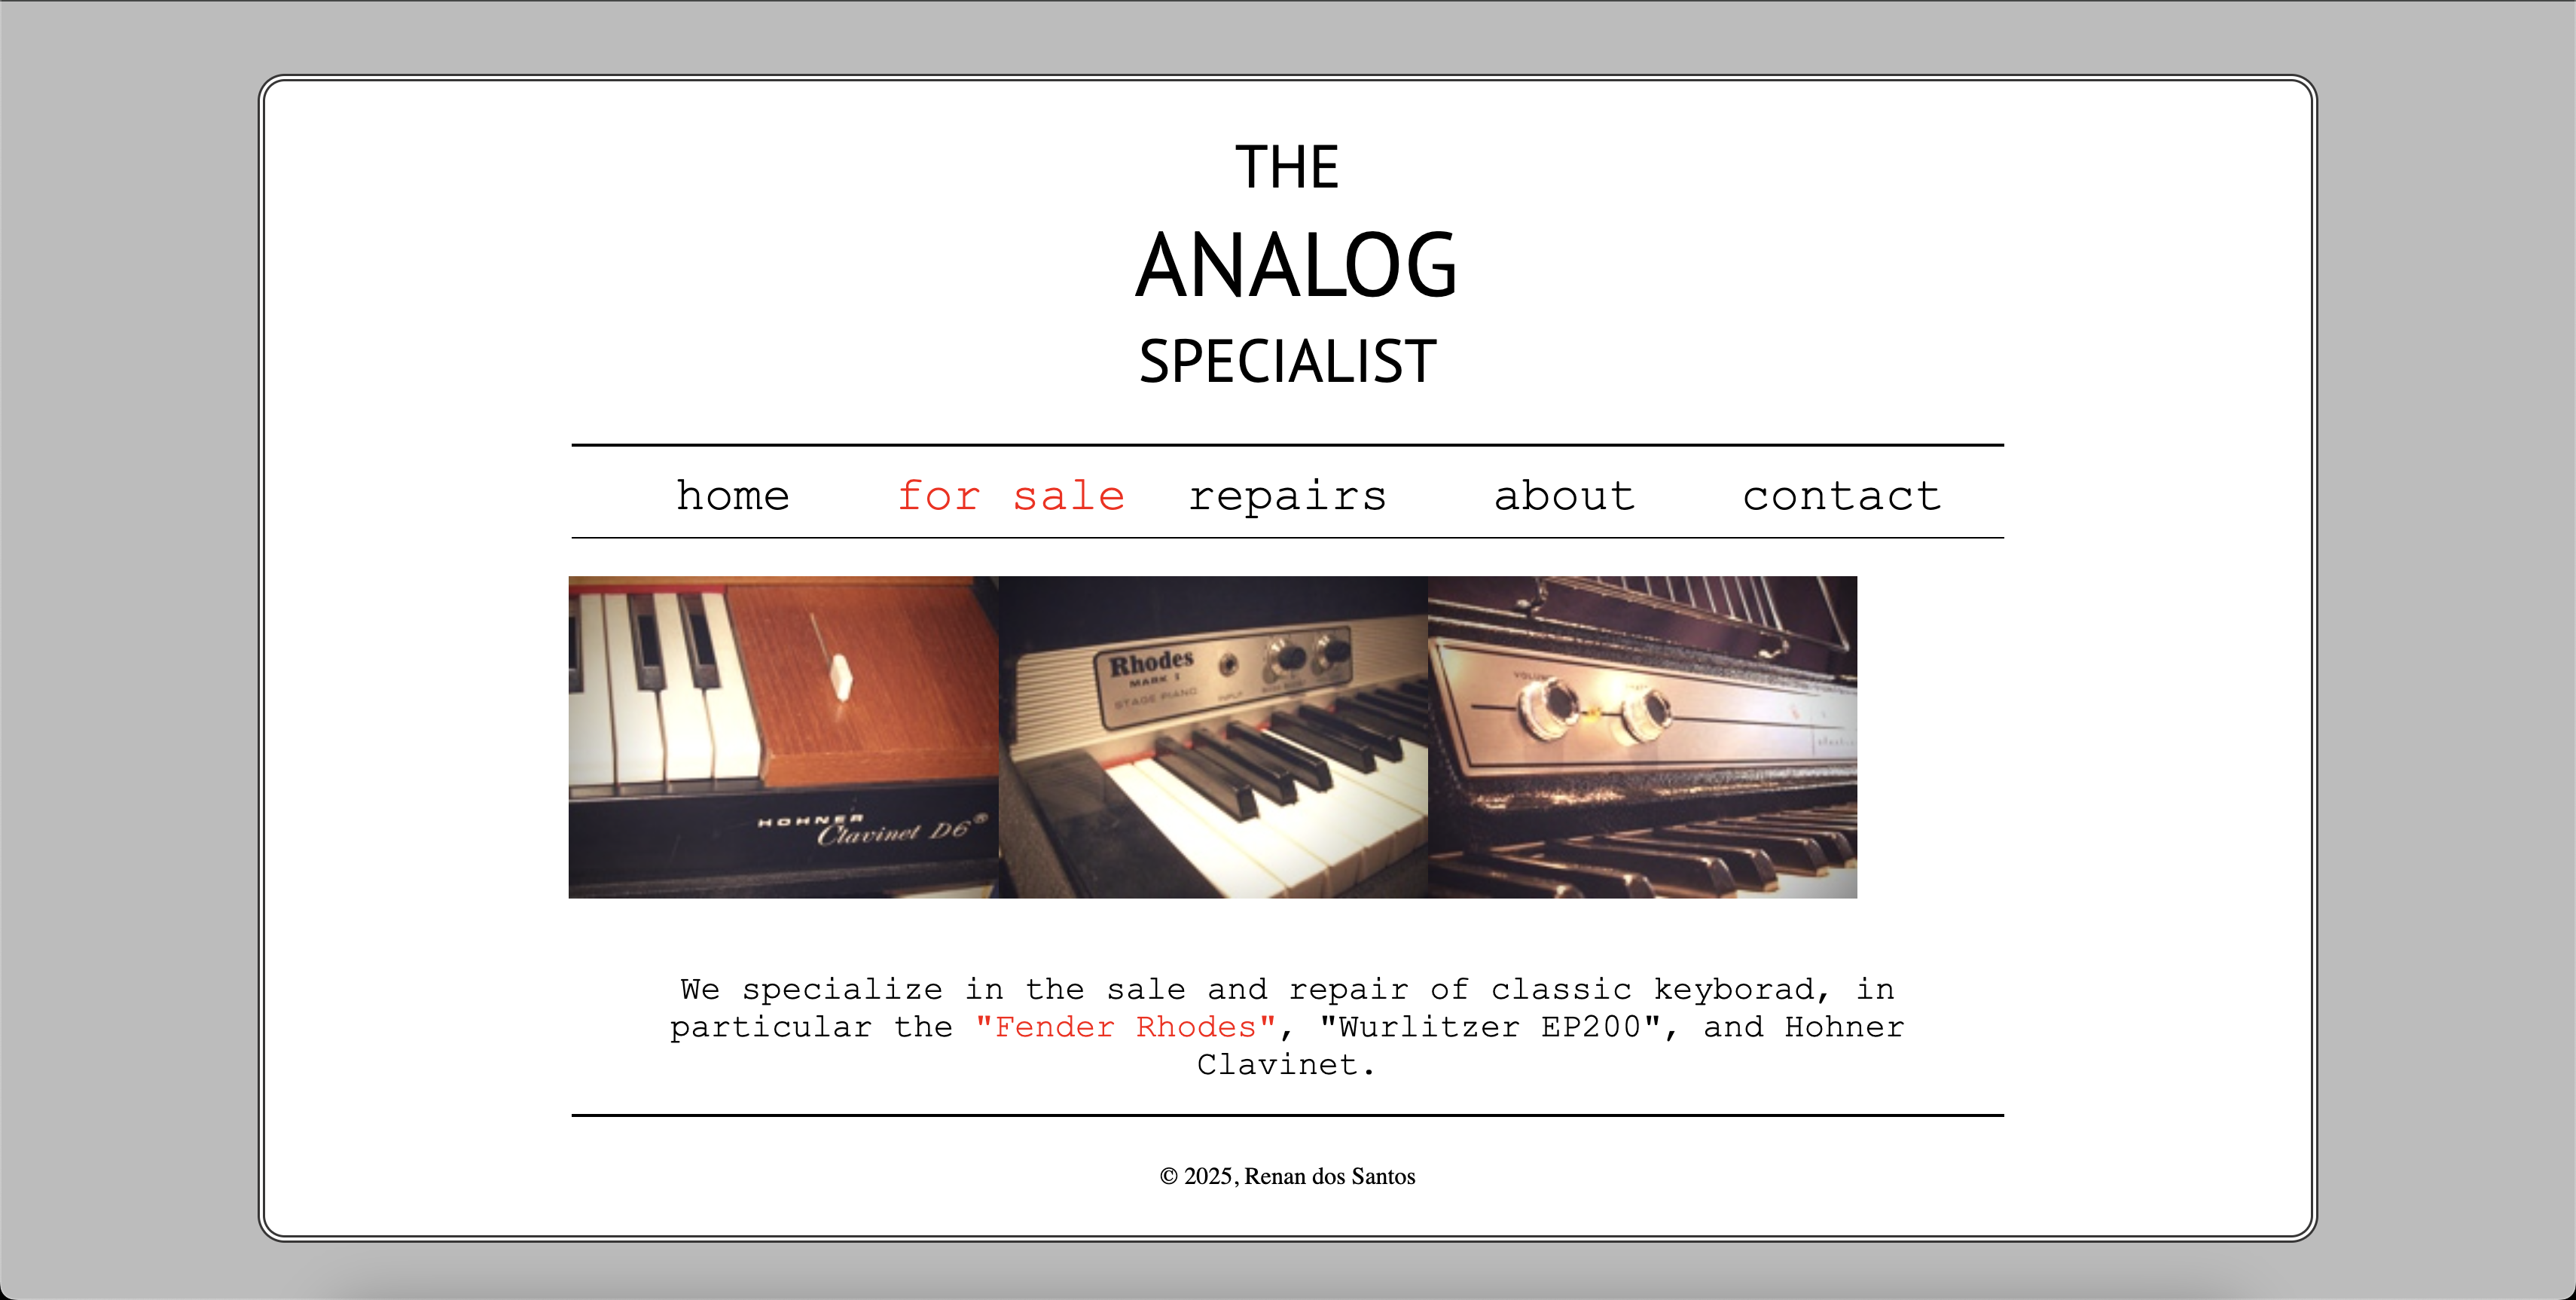 THE
ANALOG
SPECIALIST
home for sale repairs about contact
HOHNER
Clavinet D6®
Rhodes
MARK I
STAGE PIANO INPUT
VOLUME
We specialize in the sale and repair of classic keyborad, in
particular the "Fender Rhodes", "Wurlitzer EP200", and Hohner
Clavinet.
© 2025, Renan dos Santos